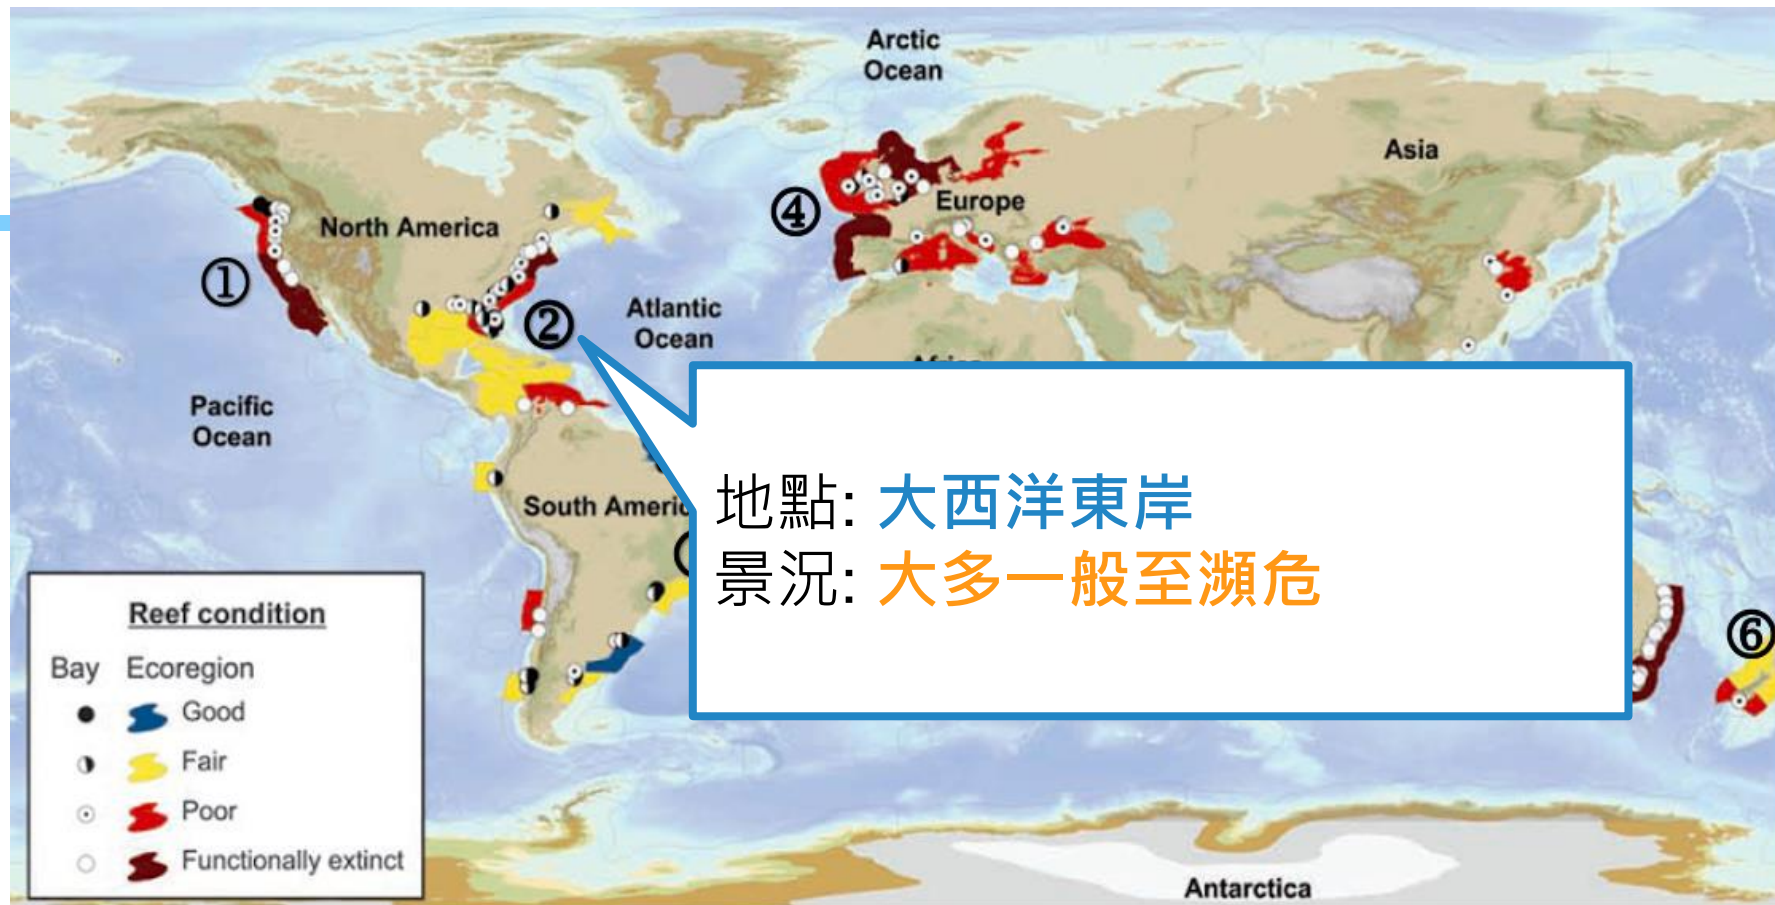 Arctic
Ocean
Asia
④
Europe
North America
①
②
Atlantic
Ocean
Pacific
Ocean
地點: 大西洋東岸
景況: 大多一般至瀕危
South Americ
⑥
Reef condition
Bay Ecoregion
Good
Fair
Poor
Functionally extinct
Antarctica